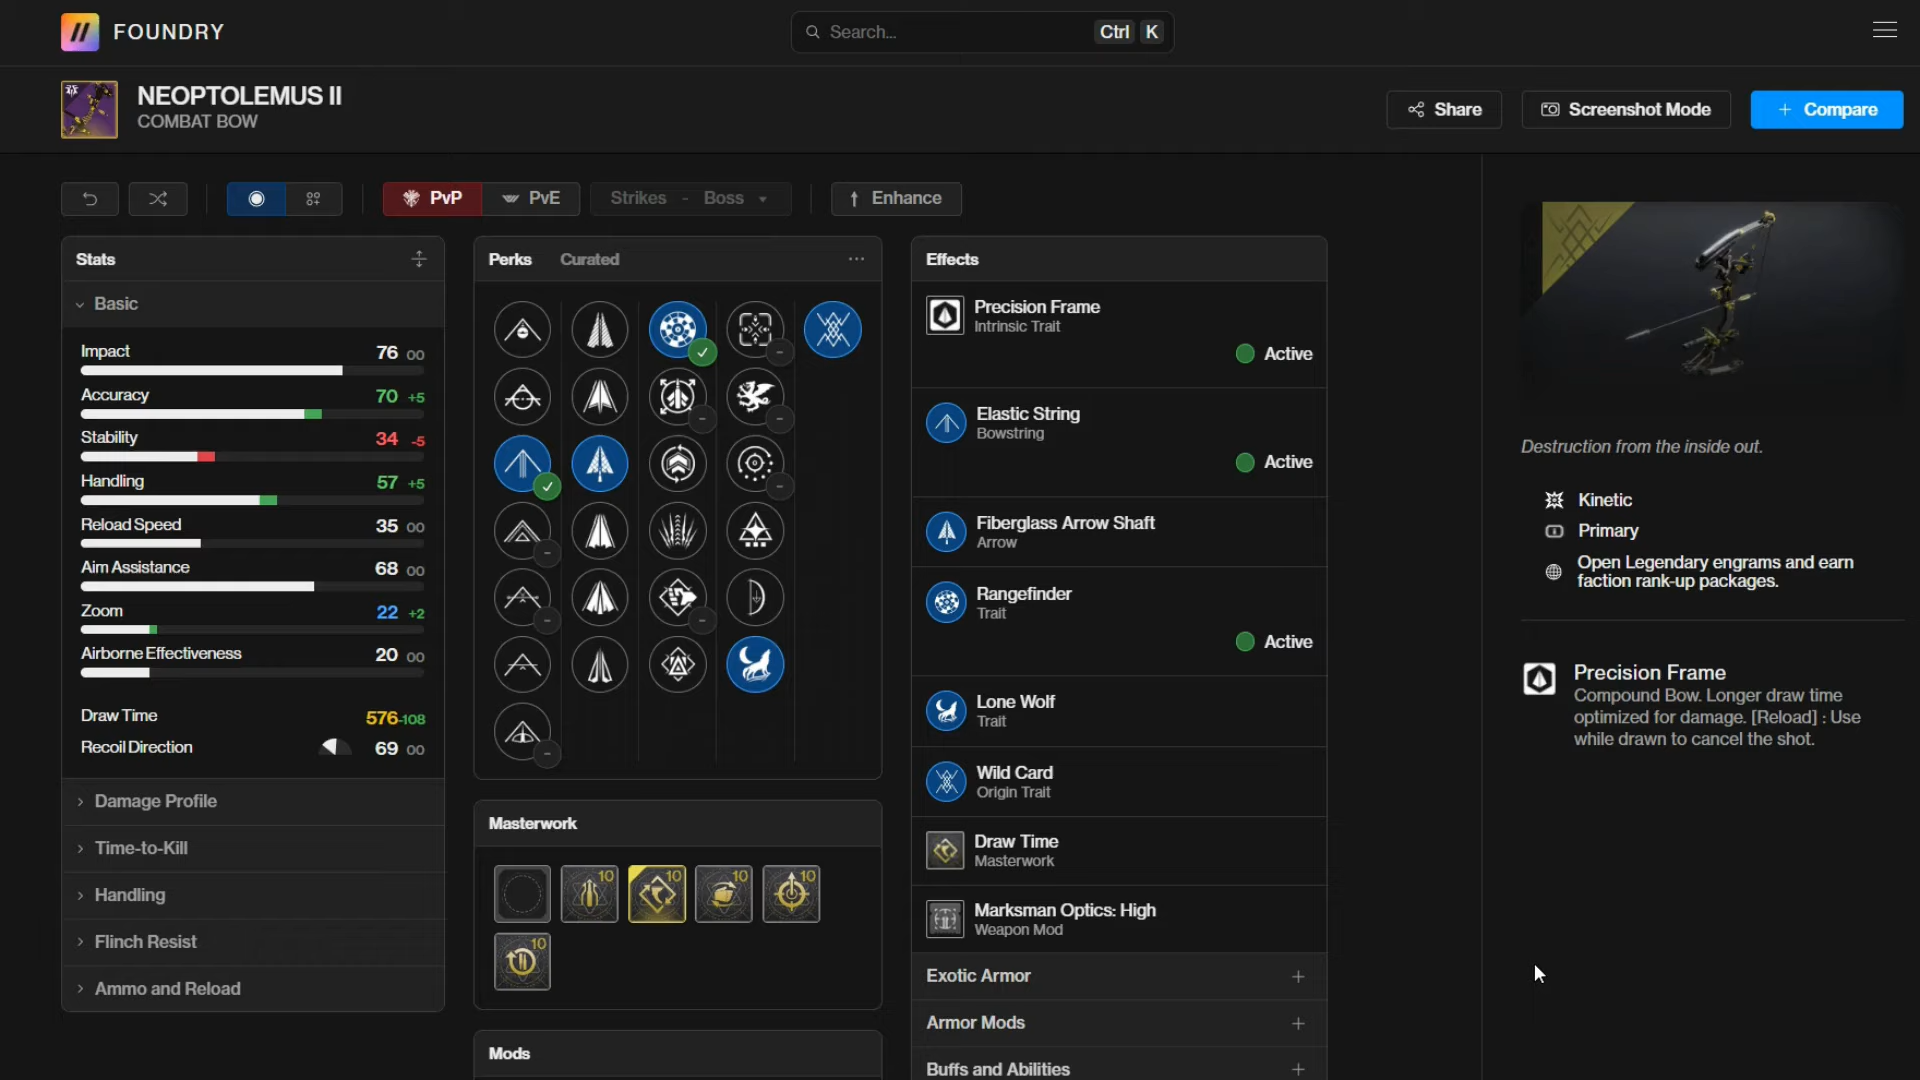 FOUNDRY
Search...
Ctrl K
NEOPTOLEMUS II
COMBAT BOW
Share
Screenshot Mode
+ Compare
PvP
PvE
Strikes - Boss
Enhance
Stats
Basic
Impact 76 00
Accuracy 70 +5
Stability 34 -5
Handling 57 +5
Reload Speed 35 00
Aim Assistance 68 00
Zoom 22 +2
Airborne Effectiveness 20 00
Draw Time 576 -108
Recoil Direction 69 00
Damage Profile
Time-to-Kill
Handling
Flinch Resist
Ammo and Reload
Perks Curated
Masterwork
10 10 10 10
10
Mods
Effects
Precision Frame
Intrinsic Trait
Active
Elastic String
Bowstring
Active
Fiberglass Arrow Shaft
Arrow
Rangefinder
Trait
Active
Lone Wolf
Trait
Wild Card
Origin Trait
Draw Time
Masterwork
Marksman Optics: High
Weapon Mod
Exotic Armor +
Armor Mods +
Buffs and Abilities +
Destruction from the inside out.
Kinetic
Primary
Open Legendary engrams and earn
faction rank-up packages.
Precision Frame
Compound Bow. Longer draw time
optimized for damage. [Reload] : Use
while drawn to cancel the shot.